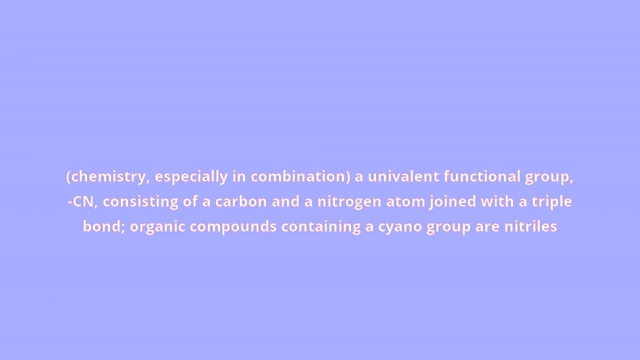 (chemistry, especially in combination) a univalent functional group,
-CN, consisting of a carbon and a nitrogen atom joined with a triple
bond; organic compounds containing a cyano group are nitriles